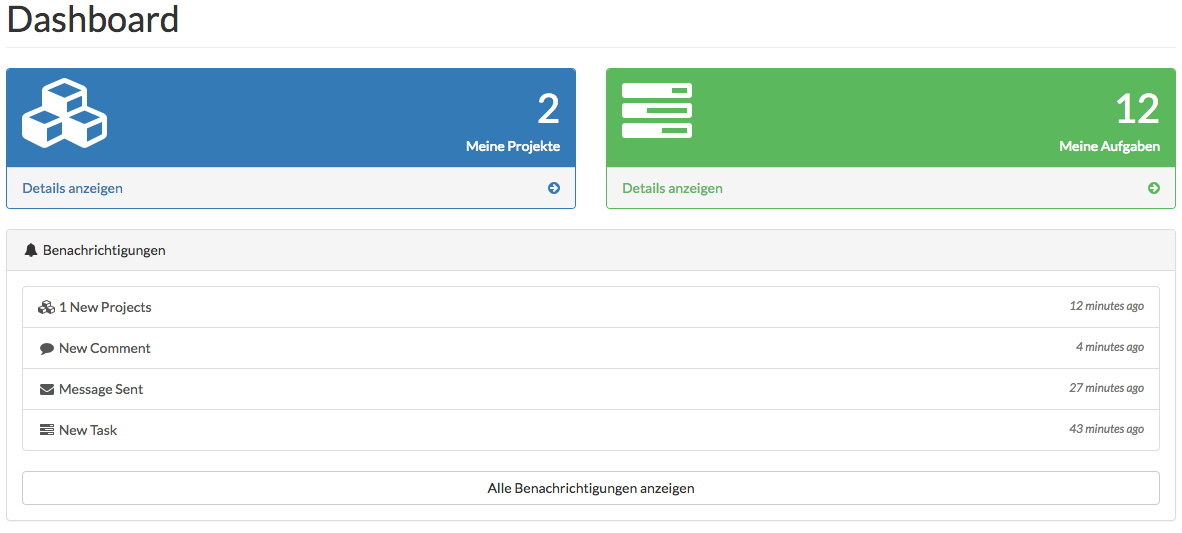 Dashboard
2
Meine Projekte
Details anzeigen
12
Meine Aufgaben
Details anzeigen
Benachrichtigungen
1 New Projects 12 minutes ago
New Comment 4 minutes ago
Message Sent 27 minutes ago
New Task 43 minutes ago
Alle Benachrichtigungen anzeigen